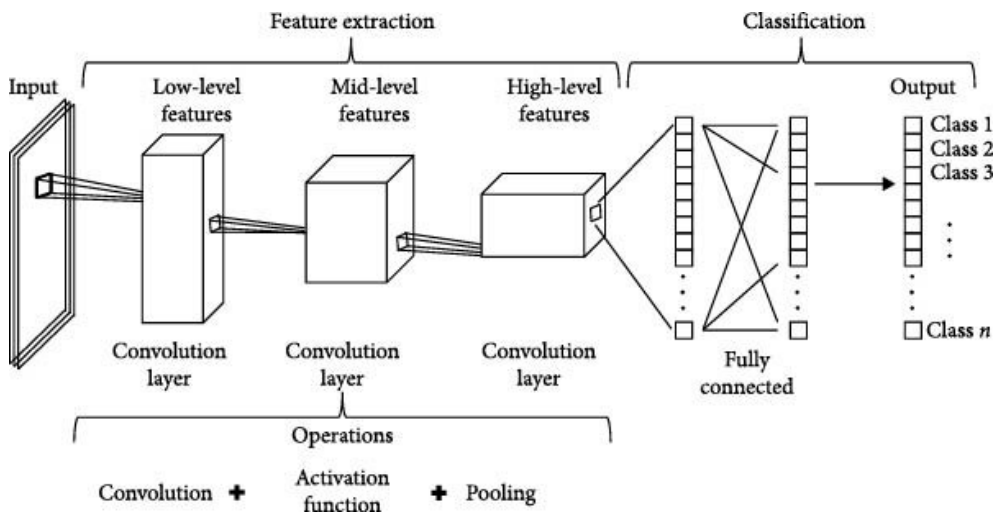 Feature extraction
Classification
Input
Low-level
features
Mid-level
features
High-level
features
Output
Class 1
Class 2
Class 3
Class n
Convolution
layer
Convolution
layer
Convolution
layer
Fully
connected
Operations
Convolution + Activation
function + Pooling